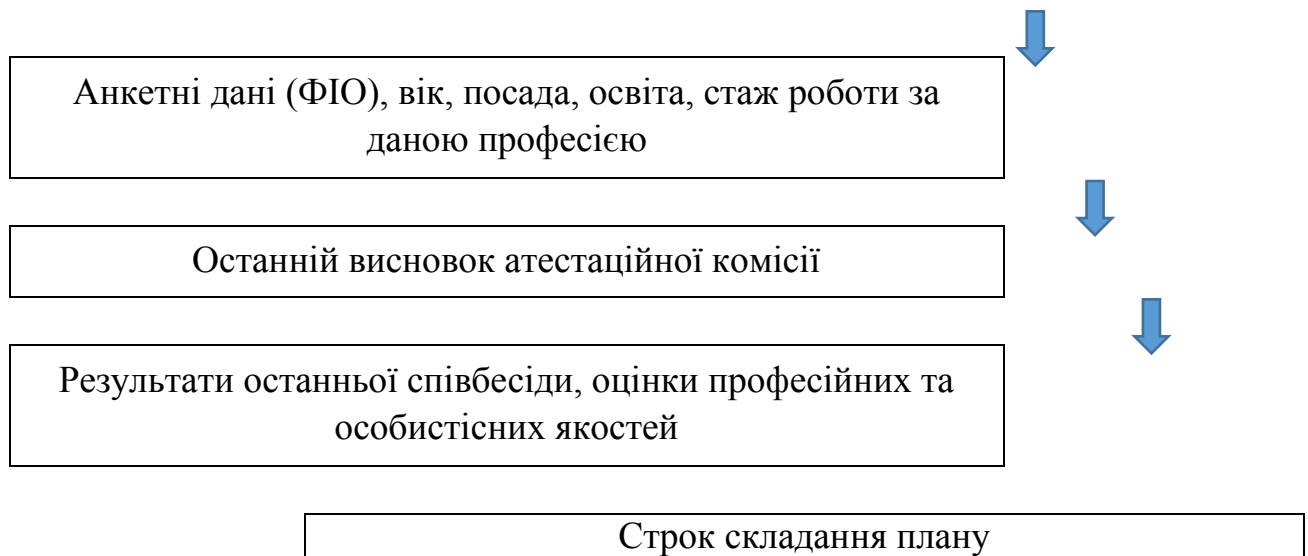 Анкетні дані (ФІО), вік, посада, освіта, стаж роботи за
даною професією
Останній висновок атестаційної комісії
Результати останньої співбесіди, оцінки професійних та
особистісних якостей
Строк складання плану